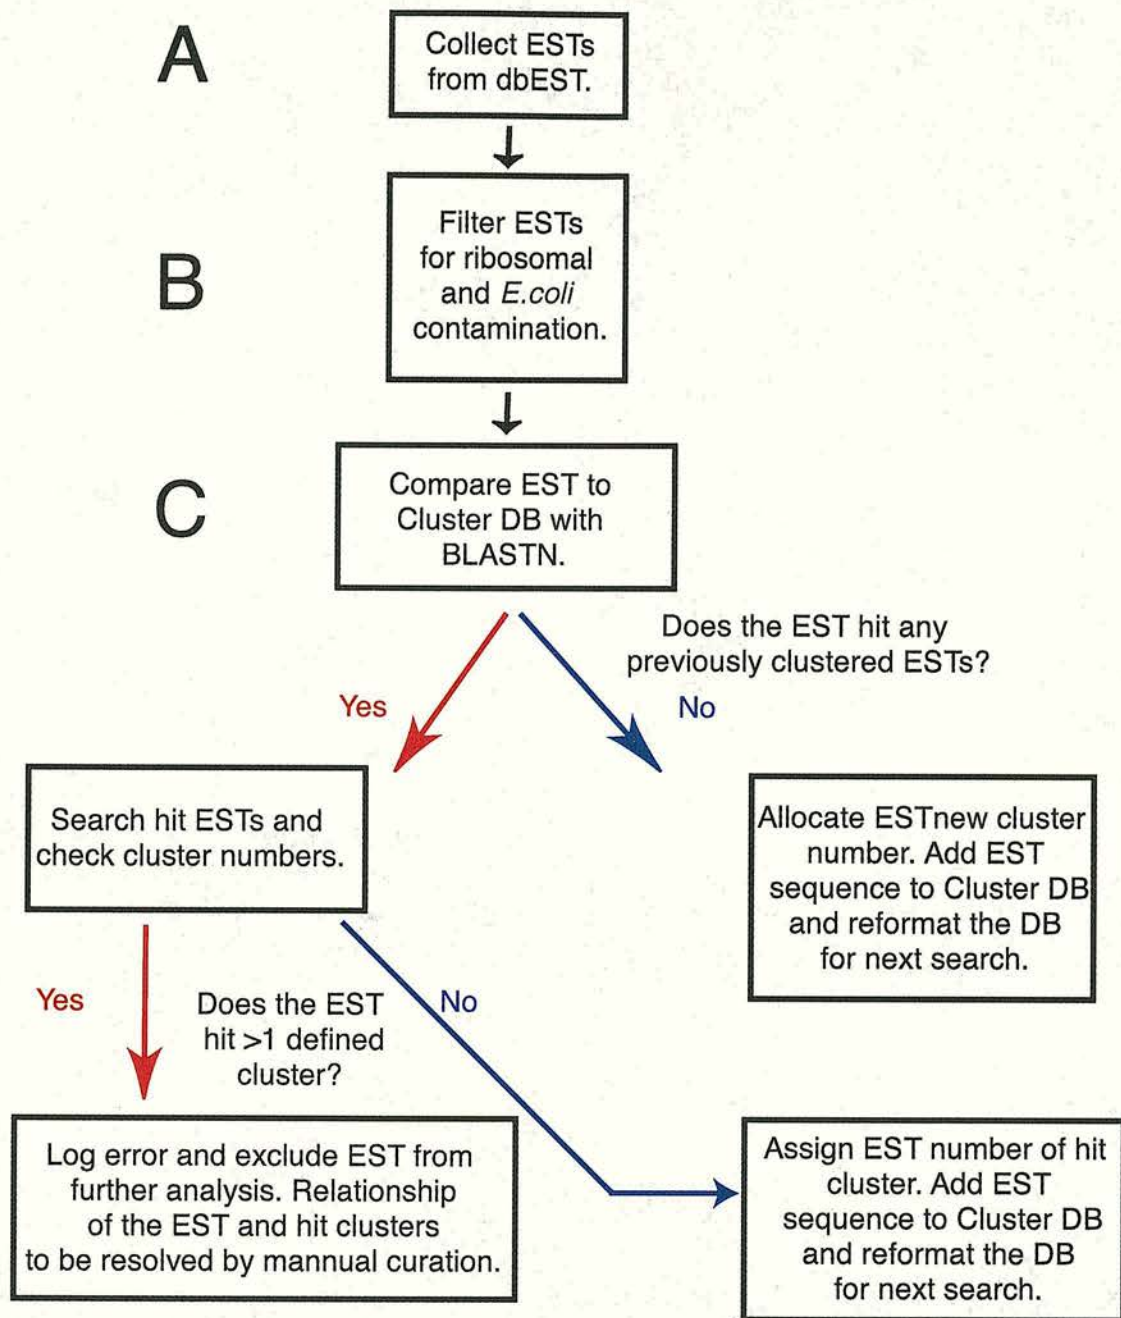 A
Collect ESTs
from dbEST.
B
Filter ESTs
for ribosomal
and E.coli
contamination.
C
Compare EST to
Cluster DB with
BLASTN.
Does the EST hit any
previously clustered ESTs?
Yes
No
Search hit ESTs and
check cluster numbers.
Allocate ESTnew cluster
number. Add EST
sequence to Cluster DB
and reformat the DB
for next search.
Yes
Does the EST
hit >1 defined
cluster?
No
Log error and exclude EST from
further analysis. Relationship
of the EST and hit clusters
to be resolved by mannual curation.
Assign EST number of hit
cluster. Add EST
sequence to Cluster DB
and reformat the DB
for next search.